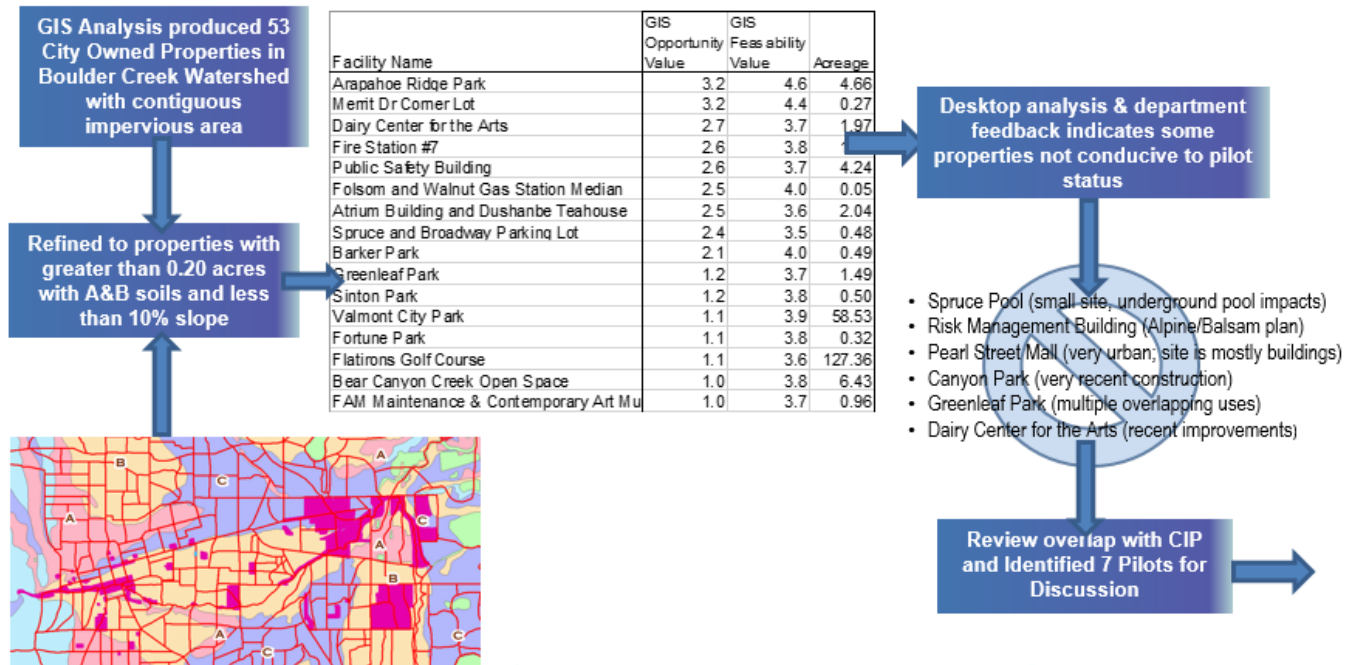 GIS Analysis produced 53
City Owned Properties in
Boulder Creek Watershed
with contiguous
impervious area
Refined to properties with
greater than 0.20 acres
with A&B soils and less
than 10% slope
Facility Name GIS Opportunity Value GIS Feasability Value Acreage
Arapahoe Ridge Park 3.2 4.6 4.66
Merrit Dr Corner Lot 3.2 4.4 0.27
Dairy Center for the Arts 2.7 3.7 1.97
Fire Station #7 2.6 3.8
Public Safety Building 2.6 3.7 4.24
Folsom and Walnut Gas Station Median 2.5 4.0 0.05
Atrium Building and Dushanbe Teahouse 2.5 3.6 2.04
Spruce and Broadway Parking Lot 2.4 3.5 0.48
Barker Park 2.1 4.0 0.49
Greenleaf Park 1.2 3.7 1.49
Sinton Park 1.2 3.8 0.50
Valmont City Park 1.1 3.9 58.53
Fortune Park 1.1 3.8 0.32
Flatirons Golf Course 1.1 3.6 127.36
Bear Canyon Creek Open Space 1.0 3.8 6.43
FAM Maintenance & Contemporary Art Mu 1.0 3.7 0.96
Desktop analysis & department
feedback indicates some
properties not conducive to pilot
status
• Spruce Pool (small site, underground pool impacts)
• Risk Management Building (Alpine/Balsam plan)
• Pearl Street Mall (very urban; site is mostly buildings)
• Canyon Park (very recent construction)
• Greenleaf Park (multiple overlapping uses)
• Dairy Center for the Arts (recent improvements)
Review overlap with CIP
and Identified 7 Pilots for
Discussion
B
A
C
A
C
A
A
B
A
C
C